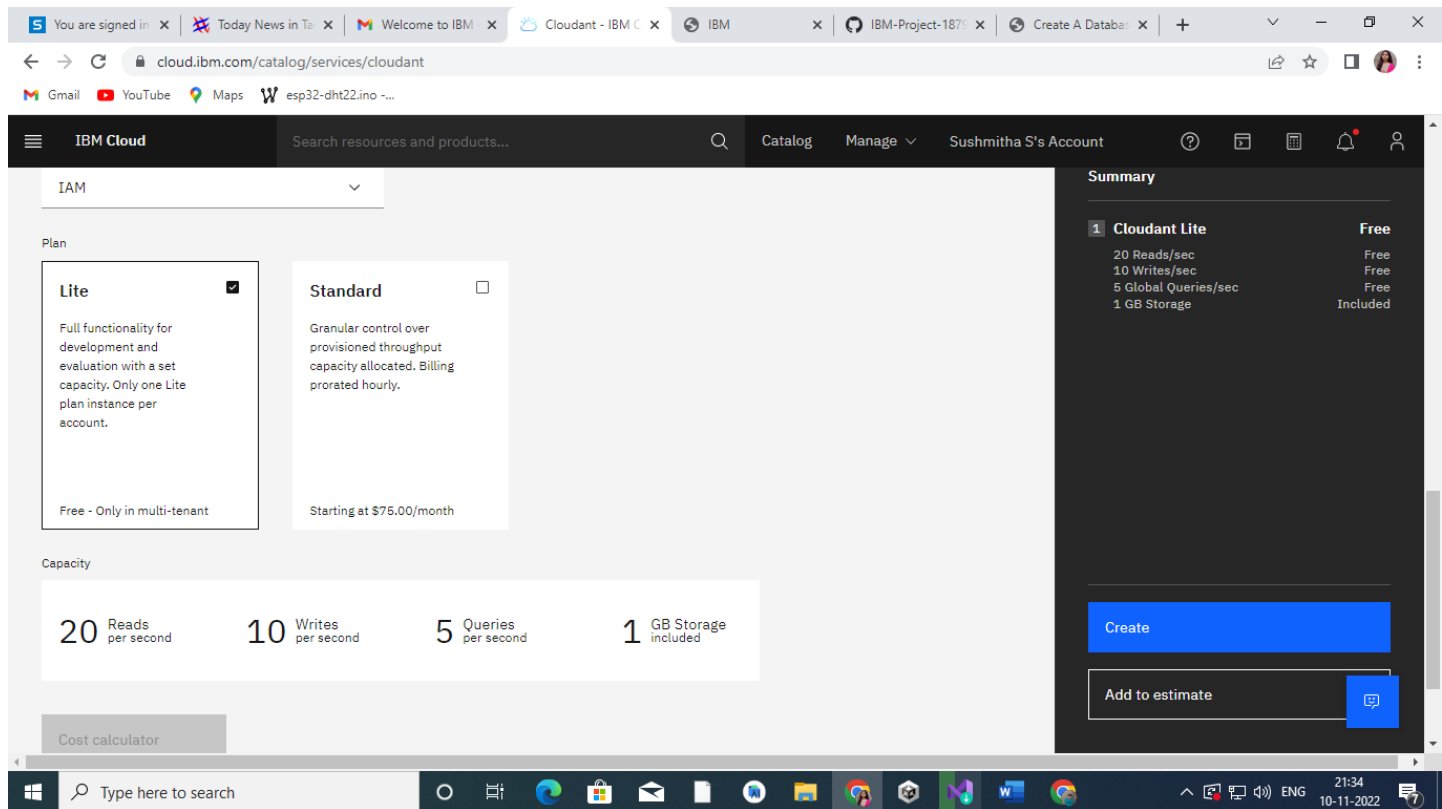 You are signed in
Today News in Ta
Welcome to IBM
Cloudant - IBM C
IBM
IBM-Project-1879
Create A Databas
cloud.ibm.com/catalog/services/cloudant
Gmail
YouTube
Maps
esp32-dht22.ino -...
IBM Cloud
Search resources and products...
Catalog
Manage
Sushmitha S's Account
IAM
Plan
Lite
Full functionality for
development and
evaluation with a set
capacity. Only one Lite
plan instance per
account.
Free - Only in multi-tenant
Standard
Granular control over
provisioned throughput
capacity allocated. Billing
prorated hourly.
Starting at $75.00/month
Capacity
20 Reads per second
10 Writes per second
5 Queries per second
1 GB Storage included
Cost calculator
Summary
1 Cloudant Lite Free
20 Reads/sec Free
10 Writes/sec Free
5 Global Queries/sec Free
1 GB Storage Included
Create
Add to estimate
Type here to search
ENG
21:34
10-11-2022
7